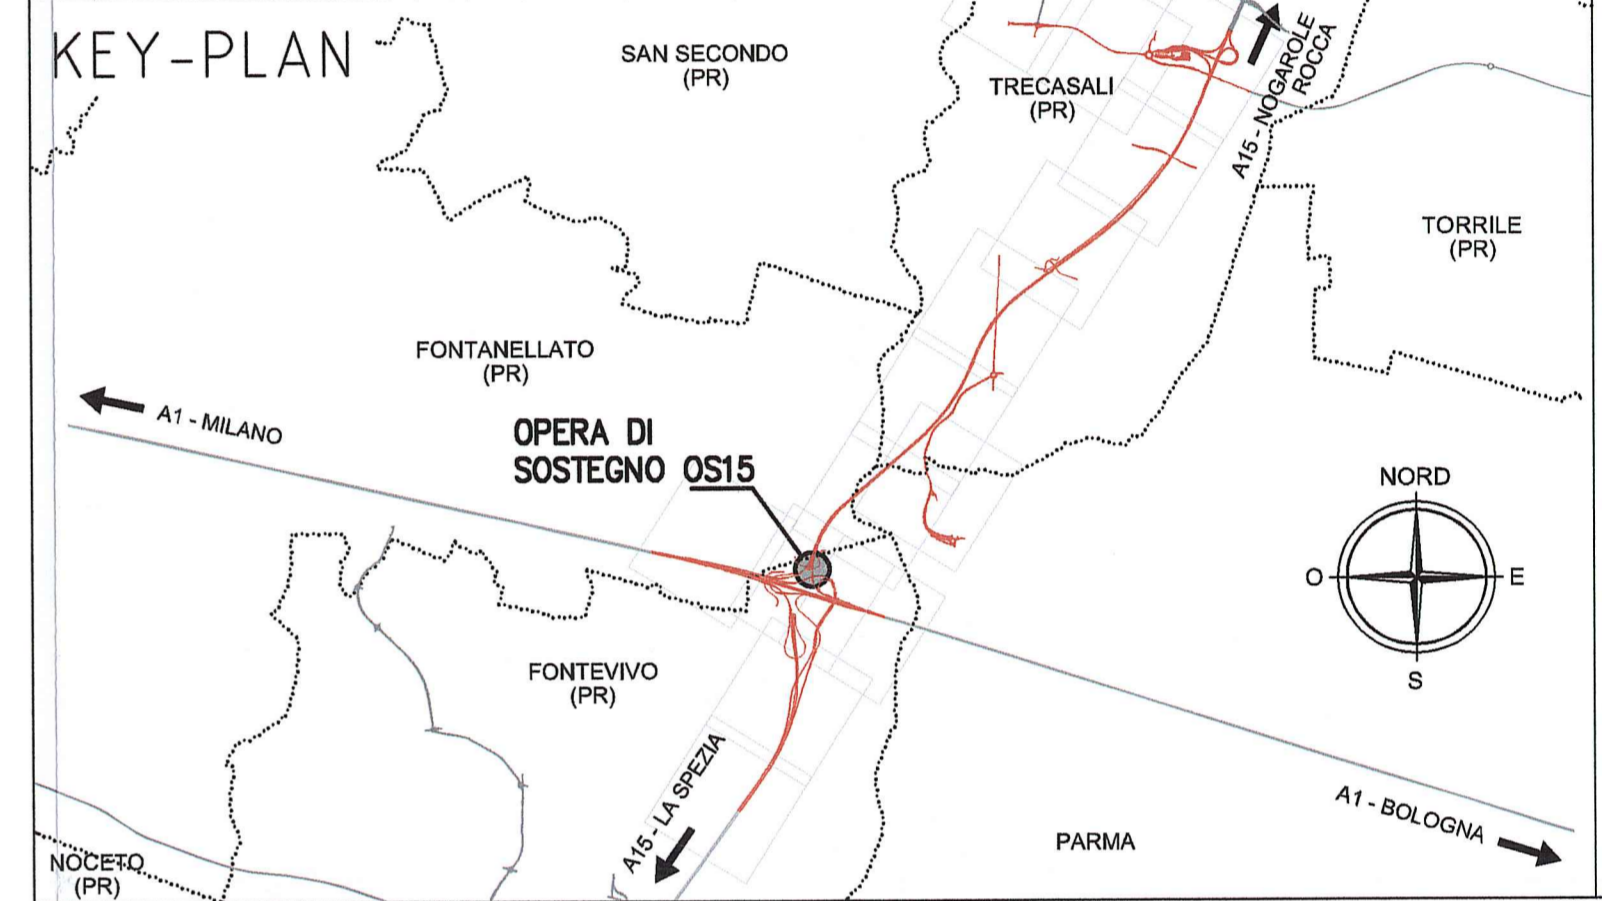 KEY-PLAN
SAN SECONDO
(PR)
TRECASALI
(PR)
A15 - NOGAROLE
ROCCA
TORRILE
(PR)
FONTANELLATO
(PR)
A1 - MILANO
OPERA DI
SOSTEGNO OS15
NORD
O
E
S
FONTEVIVO
(PR)
A15 - LA SPEZIA
A1 - BOLOGNA
PARMA
NOCETO
(PR)